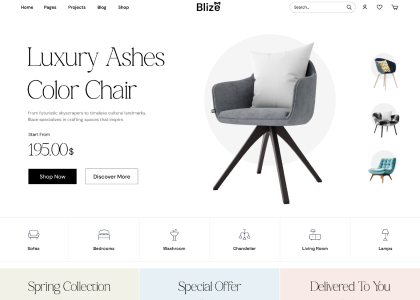 Home Pages Projects Blog Shop
Blize
Search...
Luxury Ashes
Color Chair
From futuristic skyscrapers to timeless cultural landmarks,
Blize specializes in crafting spaces that inspire.
Start From
195.00$
Shop Now Discover More
Sofas Bedrooms Washroom Chandelier Living Room Lamps
Spring Collection Special Offer Delivered To You